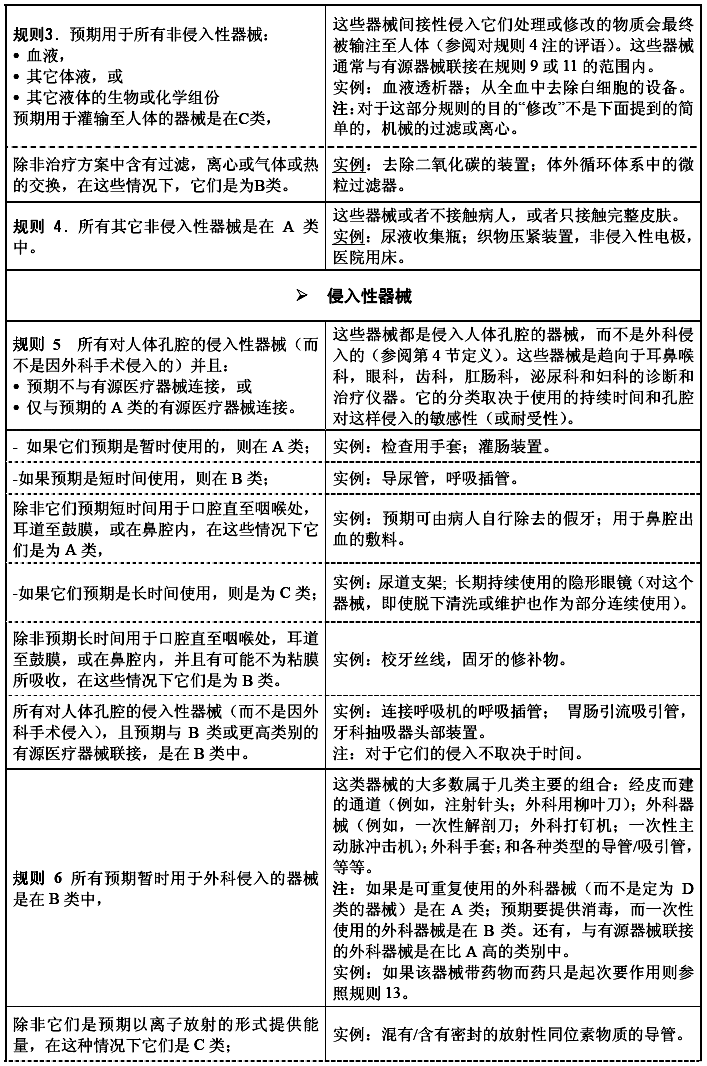 规则3．预期用于所有非侵入性器械：
• 血液，
• 其它体液，或
• 其它液体的生物或化学组份
预期用于灌输至人体的器械是在C类，
这些器械间接性侵入它们处理或修改的物质会最终
被输注至人体（参阅对规则 4 注的评语）。这些器械
通常与有源器械联接在规则 9 或 11 的范围内。
实例：血液透析器；从全血中去除白细胞的设备。
注：对于这部分规则的目的“修改”不是下面提到的简
单的，机械的过滤或离心。
除非治疗方案中含有过滤，离心或气体或热
的交换，在这些情况下，它们是为B类。
实例：去除二氧化碳的装置；体外循环体系中的微
粒过滤器。
规则 4．所有其它非侵入性器械是在 A 类
中。
这些器械或者不接触病人，或者只接触完整皮肤。
实例：尿液收集瓶；织物压紧装置，非侵入性电极，
医院用床。
➢ 侵入性器械
规则 5 所有对人体孔腔的侵入性器械（而
不是因外科手术侵入的）并且：
• 预期不与有源医疗器械连接，或
• 仅与预期的 A 类的有源医疗器械连接。
这些器械都是侵入人体孔腔的器械，而不是外科侵
入的（参阅第 4 节定义）。这些器械是趋向于耳鼻喉
科，眼科，齿科，肛肠科，泌尿科和妇科的诊断和
治疗仪器。它的分类取决于使用的持续时间和孔腔
对这样侵入的敏感性（或耐受性）。
- 如果它们预期是暂时使用的，则在 A 类；
实例：检查用手套；灌肠装置。
-如果预期是短时间使用，则在 B 类；
实例：导尿管，呼吸插管。
除非它们预期短时间用于口腔直至咽喉处，
耳道至鼓膜，或在鼻腔内，在这些情况下它
们是为 A 类，
实例：预期可由病人自行除去的假牙；用于鼻腔出
血的敷料。
-如果它们预期是长时间使用，则是为 C 类；
实例：尿道支架; 长期持续使用的隐形眼镜（对这个
器械，即使脱下清洗或维护也作为部分连续使用）。
除非预期长时间用于口腔直至咽喉处，耳道
至鼓膜，或在鼻腔内，并且有可能不为粘膜
所吸收，在这些情况下它们是为 B 类。
实例：校牙丝线，固牙的修补物。
所有对人体孔腔的侵入性器械（而不是因外
科手术侵入），且预期与 B 类或更高类别的
有源医疗器械联接，是在 B 类中。
实例：连接呼吸机的呼吸插管； 胃肠引流吸引管，
牙科抽吸器头部装置。
注：对于它们的侵入不取决于时间。
规则 6 所有预期暂时用于外科侵入的器械
是在 B 类中，
这类器械的大多数属于几类主要的组合：经皮而建
的通道（例如，注射针头；外科用柳叶刀）；外科器
械（例如，一次性解剖刀；外科打钉机；一次性主
动脉冲击机）；外科手套；和各种类型的导管/吸引管，
等等。
注：如果是可重复使用的外科器械（而不是定为 D
类的器械）是在 A 类；预期要提供消毒，而一次性
使用的外科器械是在 B 类。还有，与有源器械联接
的外科器械是在比 A 高的类别中。
实例：如果该器械带药物而药只是起次要作用则参
照规则 13。
除非它们是预期以离子放射的形式提供能
量，在这种情况下它们是 C 类；
实例：混有/含有密封的放射性同位素物质的导管。